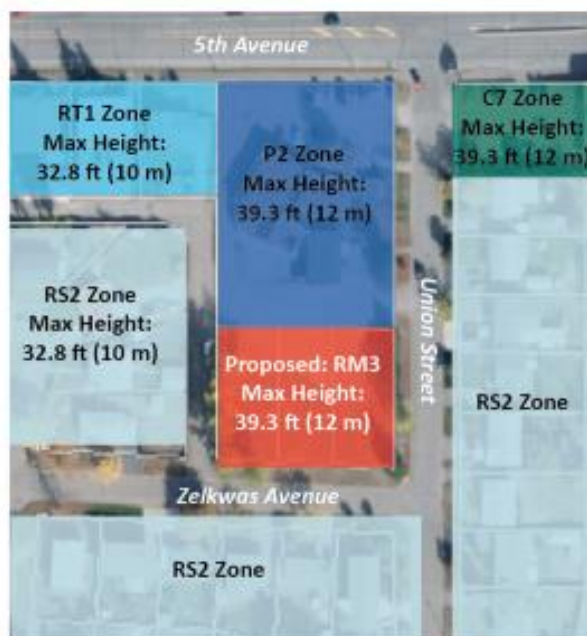 5th Avenue
RT1 Zone
Max Height:
32.8 ft (10 m)
P2 Zone
Max Height:
39.3 ft (12 m)
C7 Zone
Max Height:
39.3 ft (12 m)
RS2 Zone
Max Height:
32.8 ft (10 m)
Union Street
Proposed: RM3
Max Height:
39.3 ft (12 m)
RS2 Zone
Zelkwas Avenue
RS2 Zone